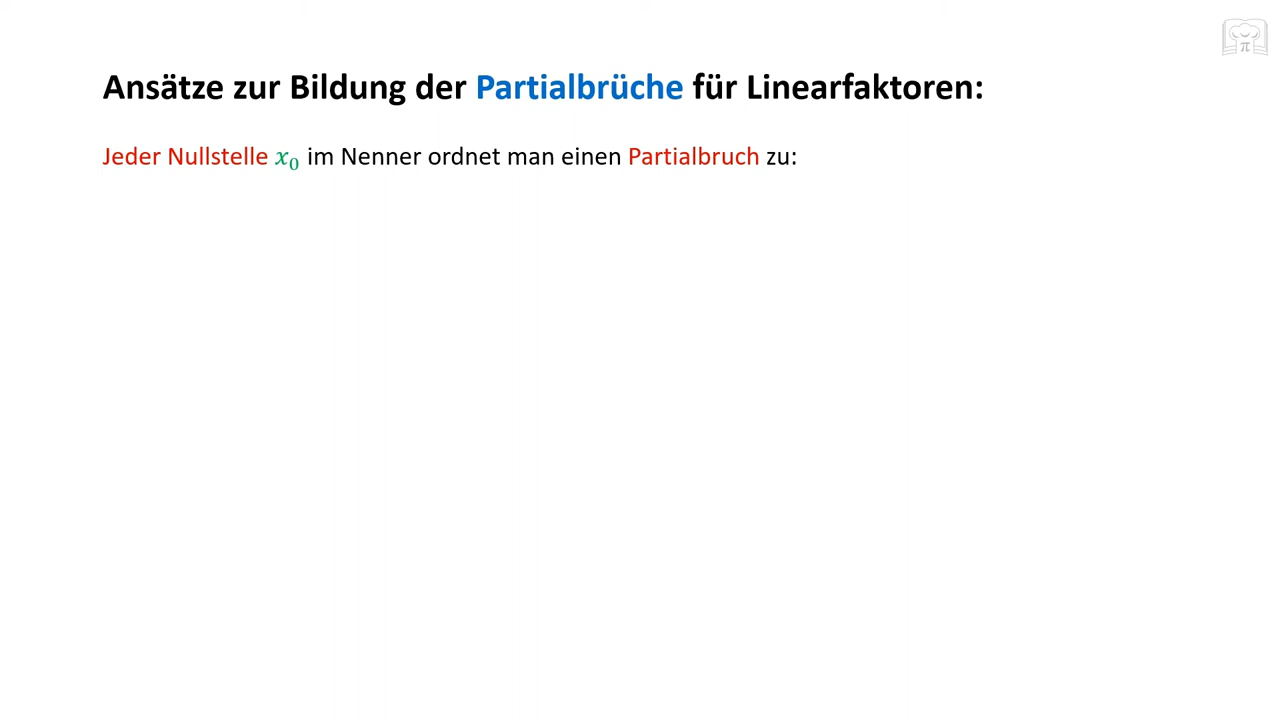 Ansätze zur Bildung der Partialbrüche für Linearfaktoren:
Jeder Nullstelle x₀ im Nenner ordnet man einen Partialbruch zu:
π